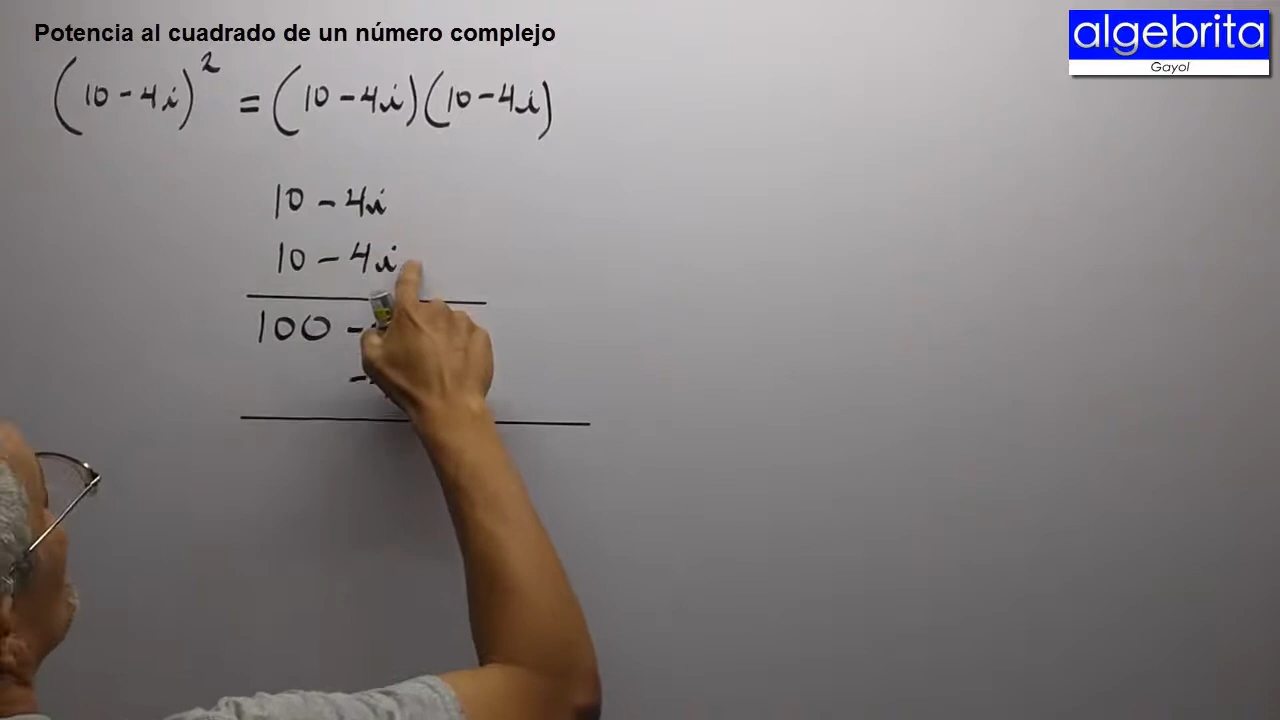 Potencia al cuadrado de un número complejo
algebrita
Gayol
(10 - 4i)² = (10 - 4i)(10 - 4i)
10 - 4i
10 - 4i
100 -
-